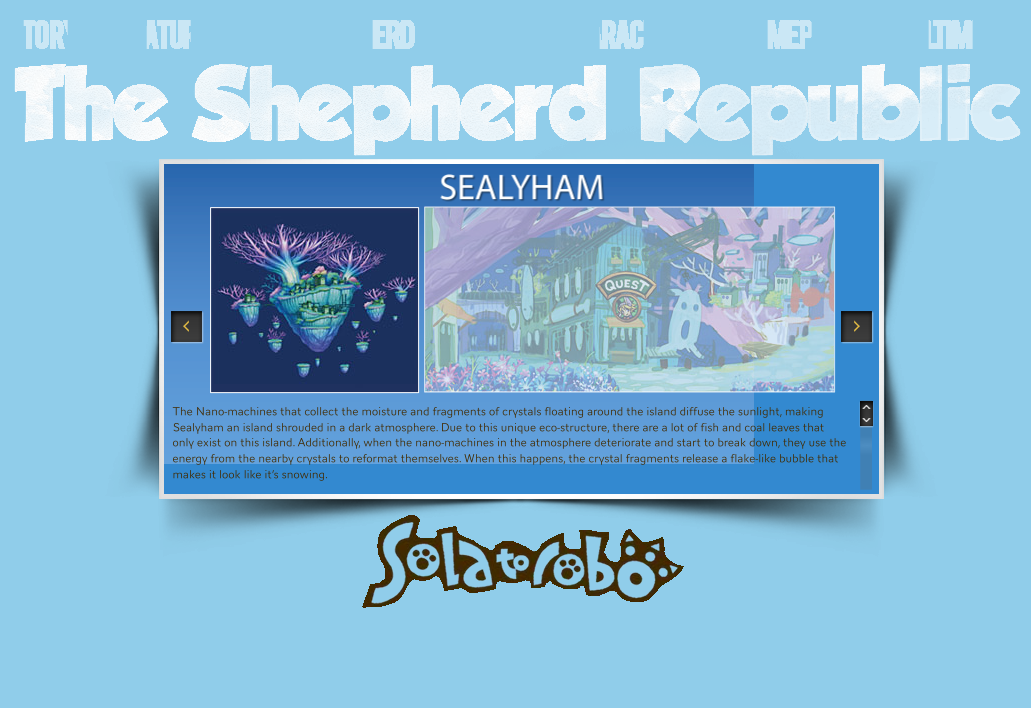 TOR ATUR ERO RAC MEP LTIM
The Shepherd Republic
SEALYHAM
QUEST
The Nano-machines that collect the moisture and fragments of crystals floating around the island diffuse the sunlight, making
Sealyham an island shrouded in a dark atmosphere. Due to this unique eco-structure, there are a lot of fish and coal leaves that
only exist on this island. Additionally, when the nano-machines in the atmosphere deteriorate and start to break down, they use the
energy from the nearby crystals to reformat themselves. When this happens, the crystal fragments release a flake-like bubble that
makes it look like it's snowing.
Solatorobo